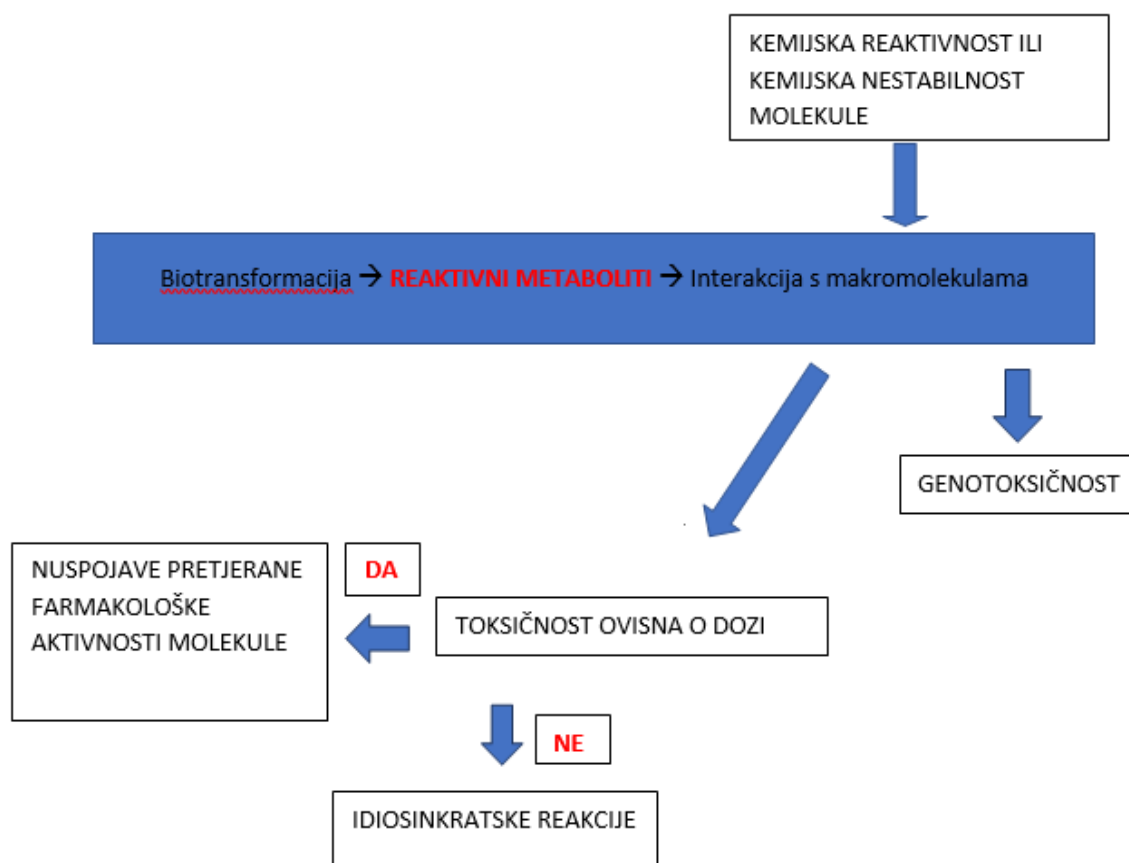 KEMIJSKA REAKTIVNOST ILI
KEMIJSKA NESTABILNOST
MOLEKULE
Biotransformacija → REAKTIVNI METABOLITI → Interakcija s makromolekulama
GENOTOKSIČNOST
NUSPOJAVE PRETJERANE
FARMAKOLOŠKE
AKTIVNOSTI MOLEKULE
DA
TOKSIČNOST OVISNA O DOZI
NE
IDIOSINKRATSKE REAKCIJE